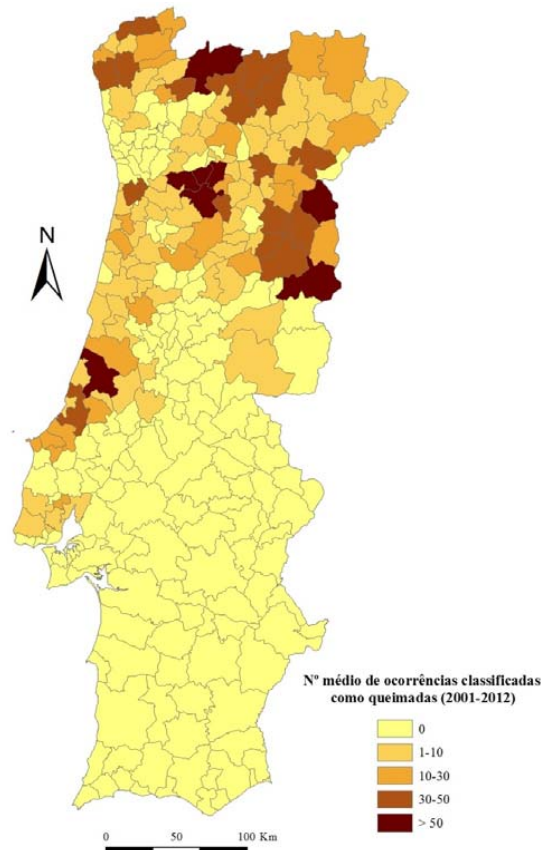 N
Nº médio de ocorrências classificadas
como queimadas (2001-2012)
0
1-10
10-30
30-50
> 50
0 50 100 Km